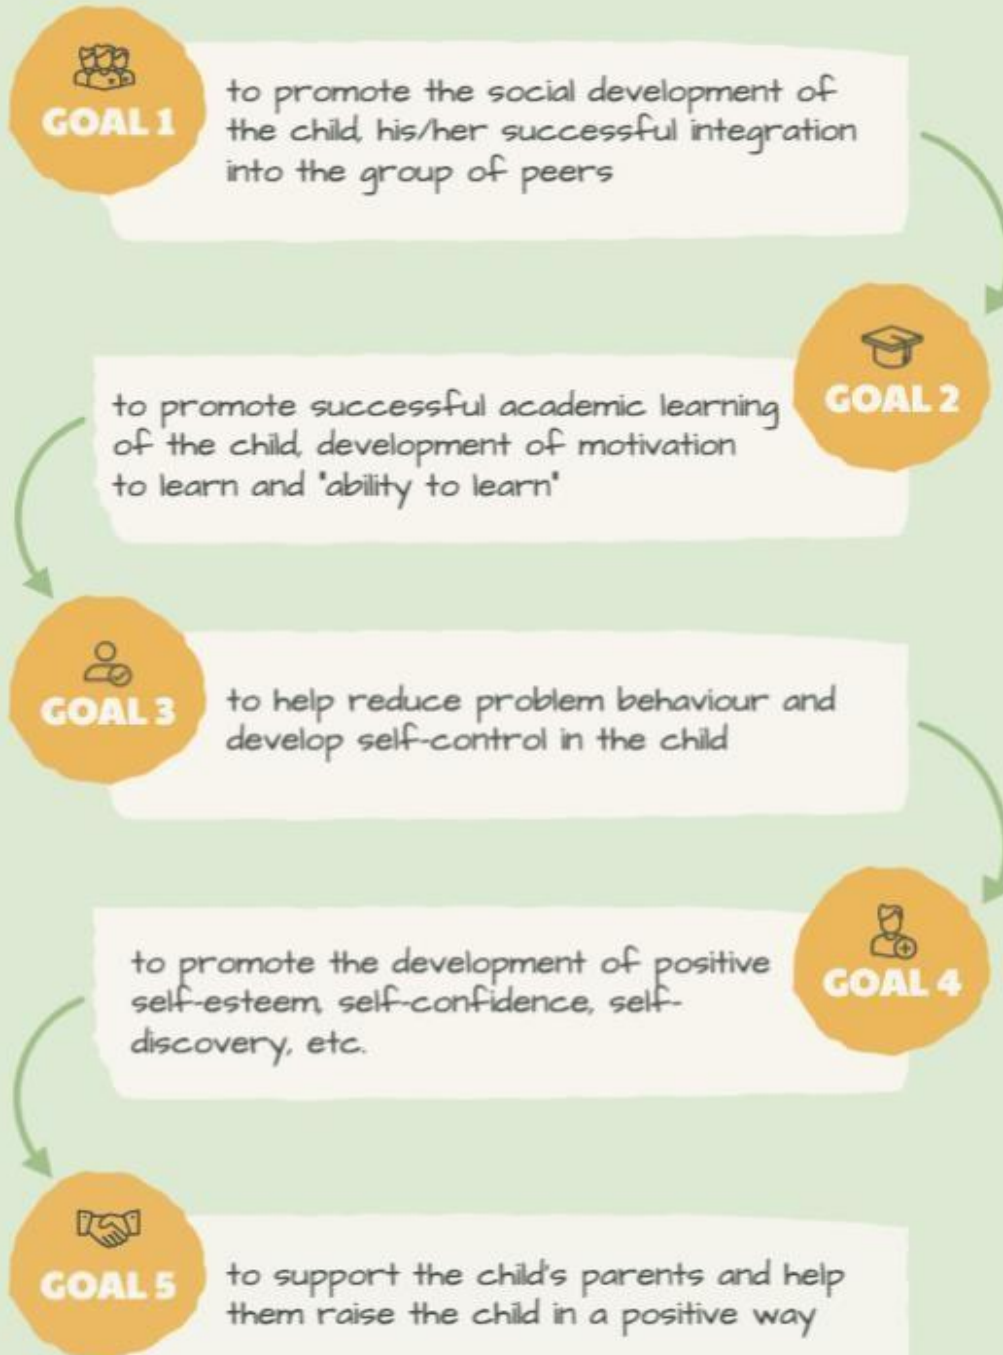 GOAL 1
to promote the social development of
the child, his/her successful integration
into the group of peers
GOAL 2
to promote successful academic learning
of the child, development of motivation
to learn and "ability to learn"
GOAL 3
to help reduce problem behaviour and
develop self-control in the child
GOAL 4
to promote the development of positive
self-esteem, self-confidence, self-
discovery, etc.
GOAL 5
to support the child's parents and help
them raise the child in a positive way